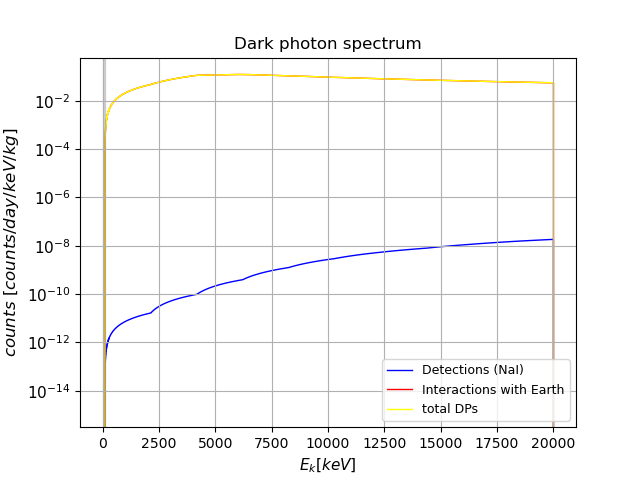 Dark photon spectrum
counts [counts/day/keV/kg]
10^−2
10^−4
10^−6
10^−8
10^−10
10^−12
10^−14
Detections (NaI)
Interactions with Earth
total DPs
0 2500 5000 7500 10000 12500 15000 17500 20000
E_k[keV]